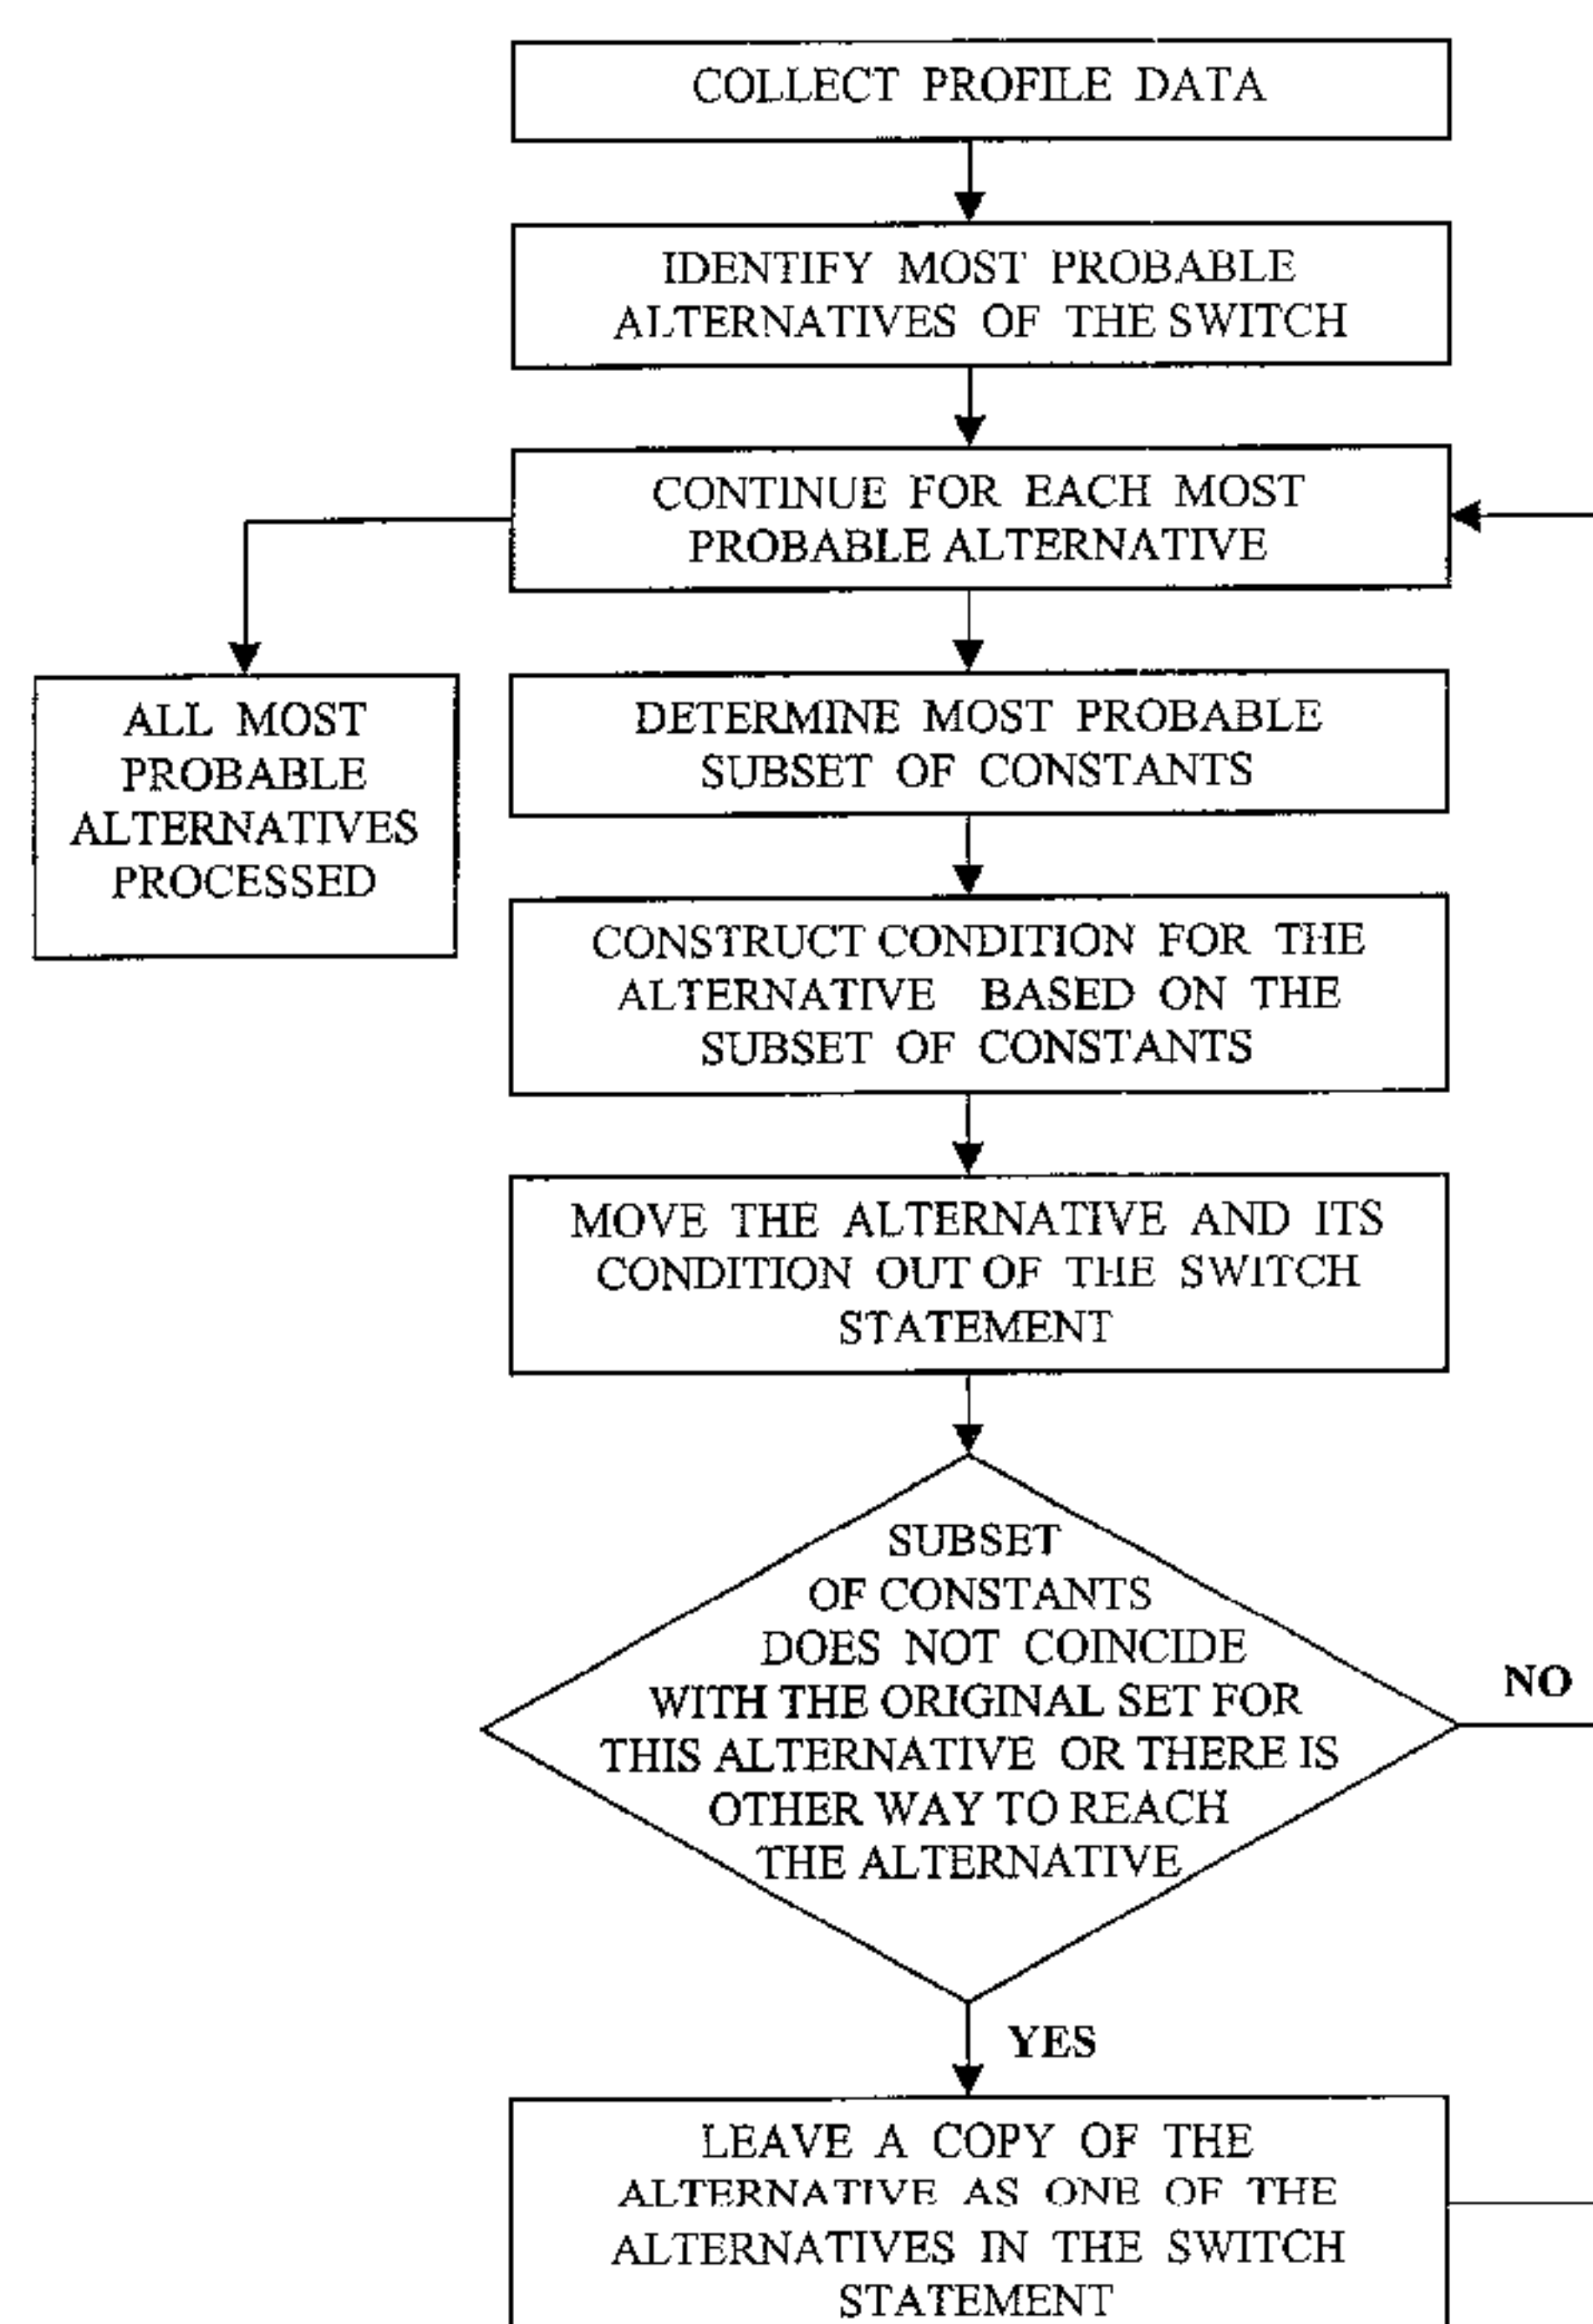 COLLECT PROFILE DATA
IDENTIFY MOST PROBABLE
ALTERNATIVES OF THE SWITCH
CONTINUE FOR EACH MOST
PROBABLE ALTERNATIVE
ALL MOST
PROBABLE
ALTERNATIVES
PROCESSED
DETERMINE MOST PROBABLE
SUBSET OF CONSTANTS
CONSTRUCT CONDITION FOR THE
ALTERNATIVE BASED ON THE
SUBSET OF CONSTANTS
MOVE THE ALTERNATIVE AND ITS
CONDITION OUT OF THE SWITCH
STATEMENT
SUBSET
OF CONSTANTS
DOES NOT COINCIDE
WITH THE ORIGINAL SET FOR
THIS ALTERNATIVE OR THERE IS
OTHER WAY TO REACH
THE ALTERNATIVE
NO
YES
LEAVE A COPY OF THE
ALTERNATIVE AS ONE OF THE
ALTERNATIVES IN THE SWITCH
STATEMENT